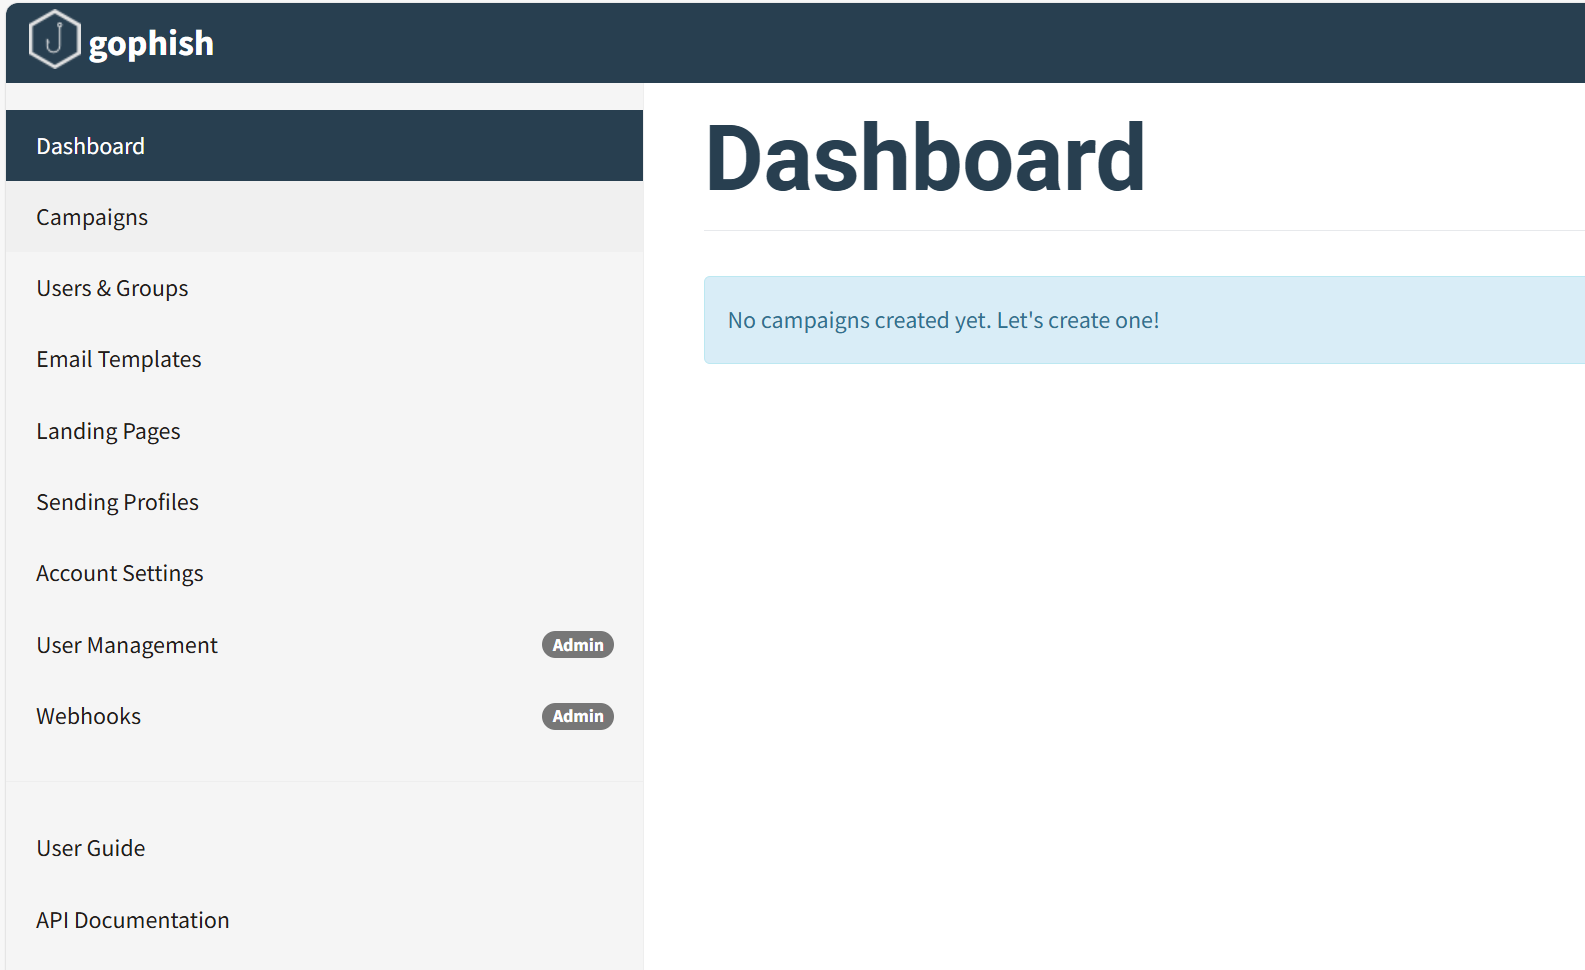 gophish
Dashboard
Campaigns
Users & Groups
Email Templates
Landing Pages
Sending Profiles
Account Settings
User Management Admin
Webhooks Admin
User Guide
API Documentation
Dashboard
No campaigns created yet. Let's create one!